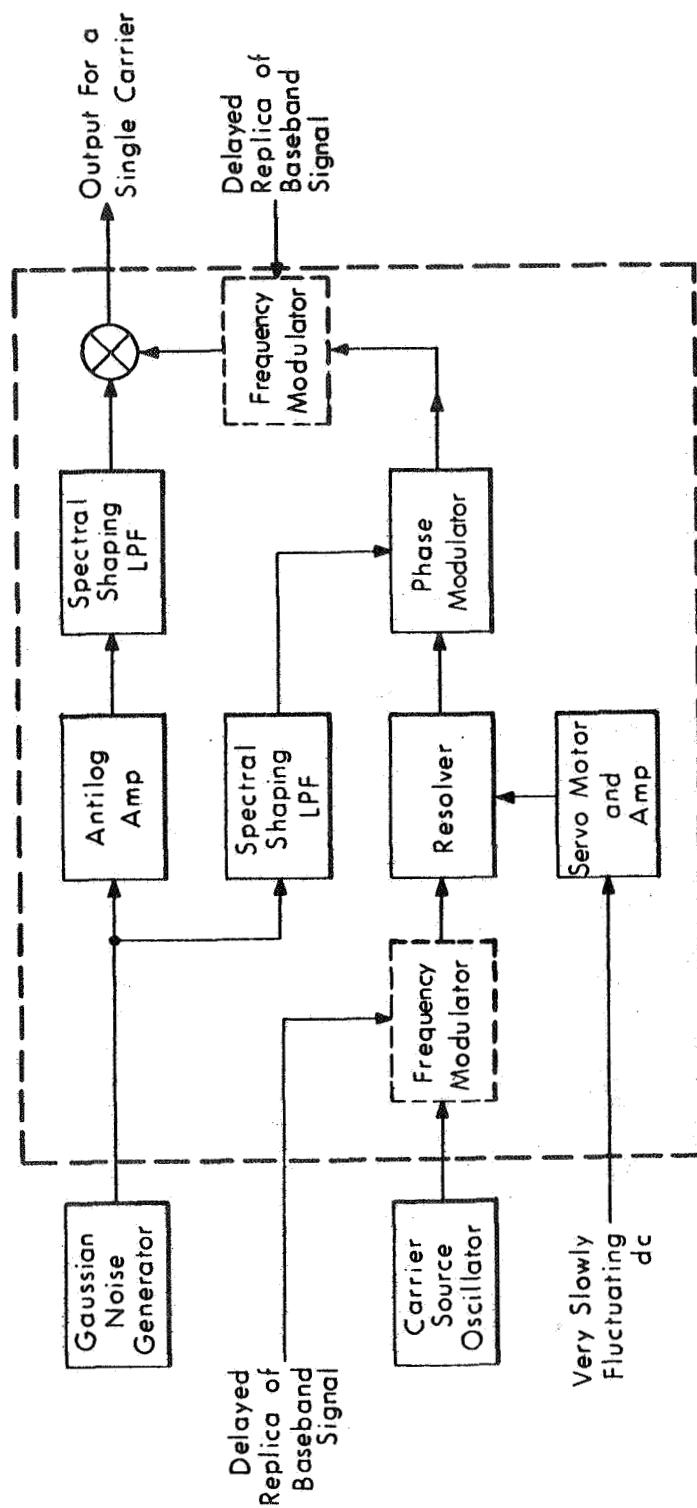 Gaussian
Noise
Generator
Antilog
Amp
Spectral
Shaping
LPF
Output For a
Single Carrier
Delayed
Replica of
Baseband
Signal
Frequency
Modulator
Spectral
Shaping
LPF
Delayed
Replica of
Baseband
Signal
Carrier
Source
Oscillator
Frequency
Modulator
Resolver
Phase
Modulator
Very Slowly
Fluctuating
dc
Servo Motor
and
Amp